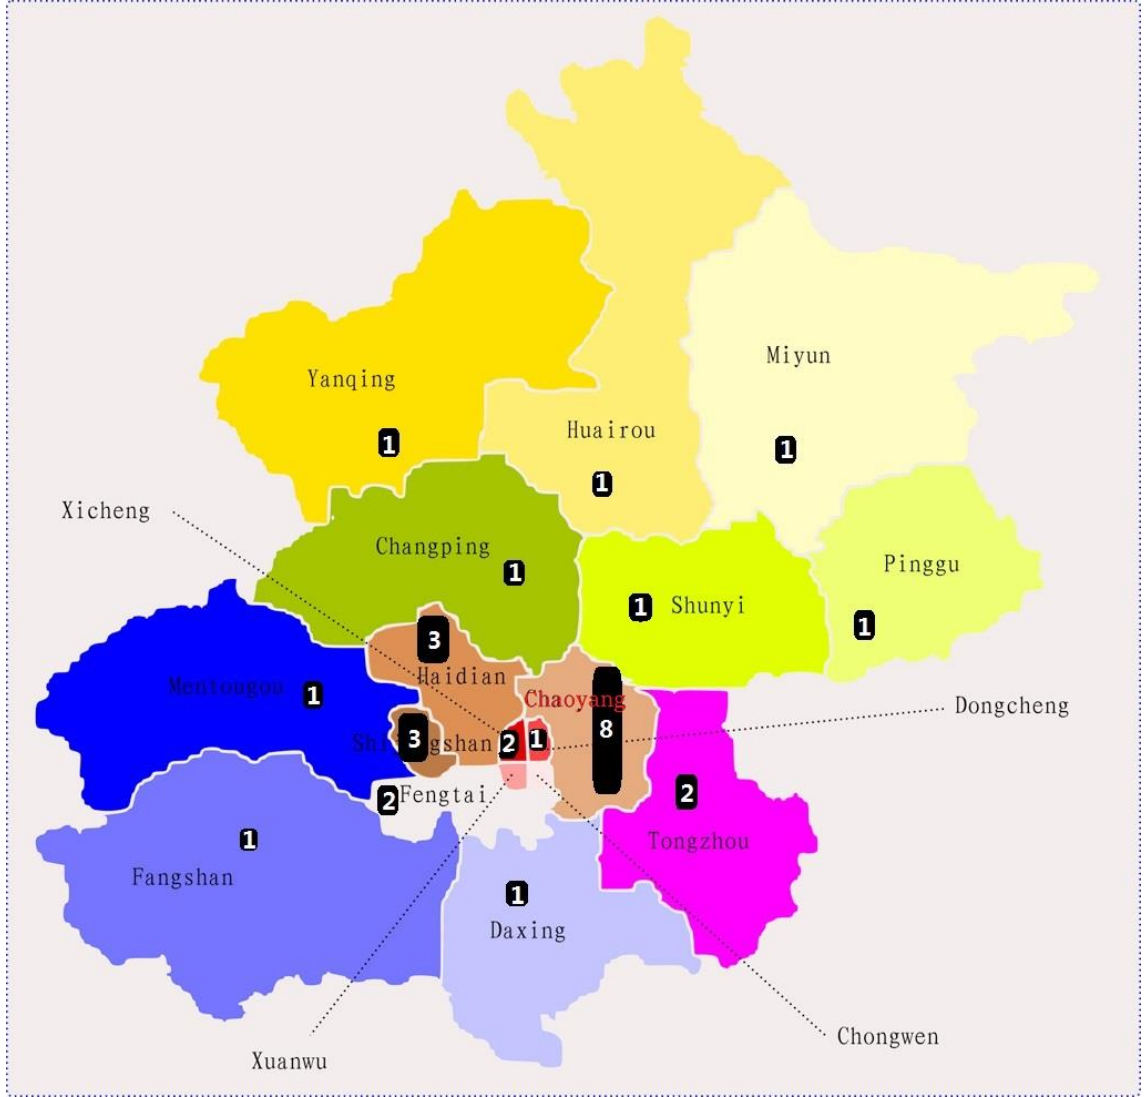 Miyun
Yanqing
1
Huairou
1
1
Xicheng
Changping
1
Pinggu
1
Shunyi
1
3
Haidian
Mentougou
1
Chaoyang
8
Dongcheng
3
2
1
2
Fengtai
2
Tongzhou
1
Fangshan
1
Daxing
Chongwen
Xuanwu